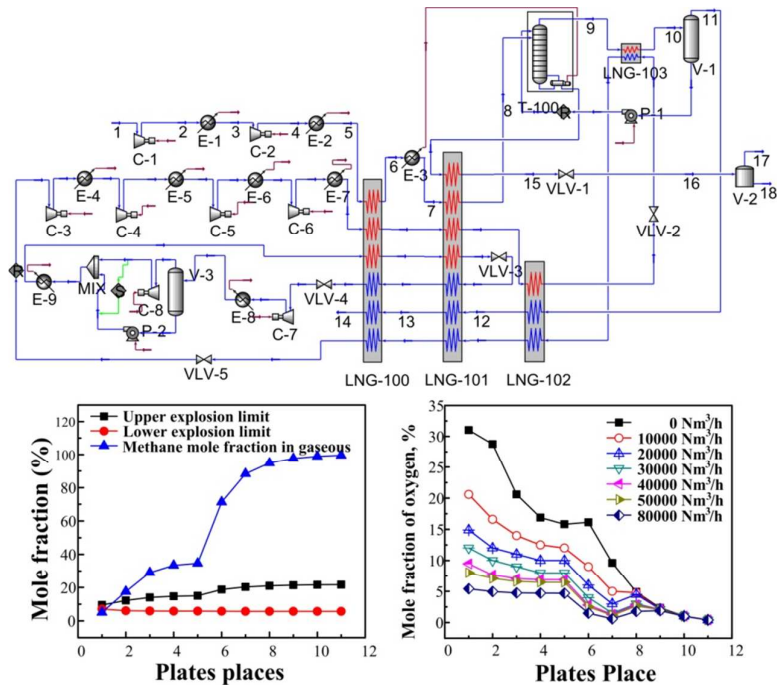 9
10
11
T-100
LNG-103
V-1
8
R
P-1
1
C-1
2
E-1
3
C-2
4
E-2
5
6
E-3
17
E-4
E-5
E-6
E-7
15
VLV-1
16
V-2
18
C-3
C-4
C-5
C-6
7
VLV-2
R
E-9
MIX
C-8
V-3
E-8
VLV-4
VLV-3
P-2
C-7
14
13
12
VLV-5
LNG-100
LNG-101
LNG-102
Mole fraction (%)
120
100
80
60
40
20
0
Upper explosion limit
Lower explosion limit
Methane mole fraction in gaseous
0 2 4 6 8 10 12
Plates places
Mole fraction of oxygen, %
35
30
25
20
15
10
5
0
0 Nm³/h
10000 Nm³/h
20000 Nm³/h
30000 Nm³/h
40000 Nm³/h
50000 Nm³/h
80000 Nm³/h
0 2 4 6 8 10 12
Plates Place